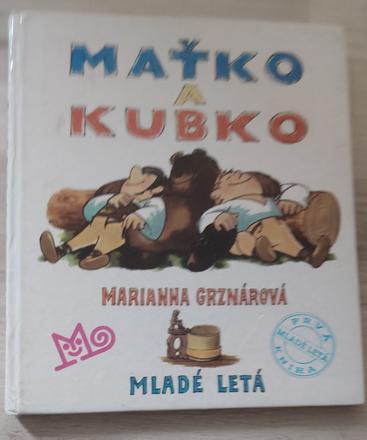 MAŤKO
A
KUBKO
MARIANNA GRZNÁROVÁ
PRVÁ
MLADÉ LETÁ
KNIHA
MLADÉ LETÁ